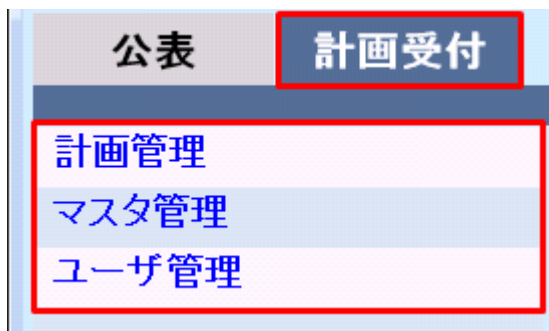 公表 計画受付
計画管理
マスタ管理
ユーザ管理